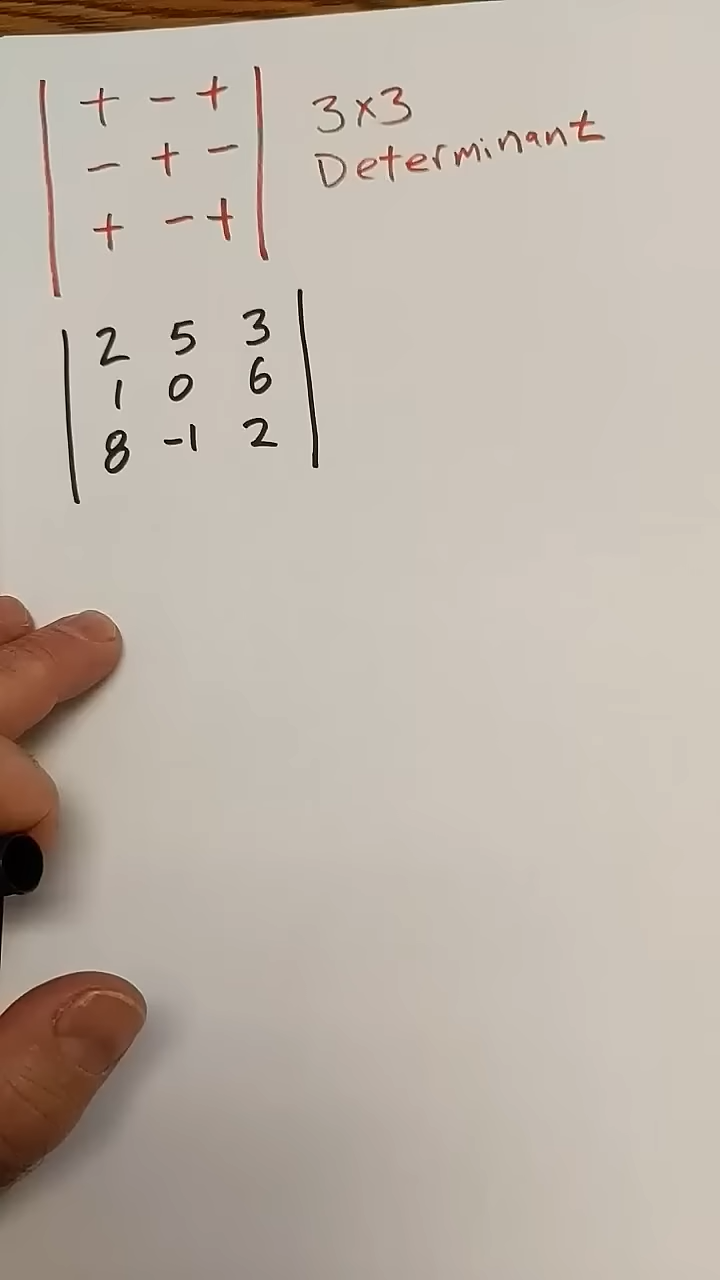 | + - + |
| - + - |
| + - + |
3x3
Determinant
| 2 5 3 |
| 1 0 6 |
| 8 -1 2 |